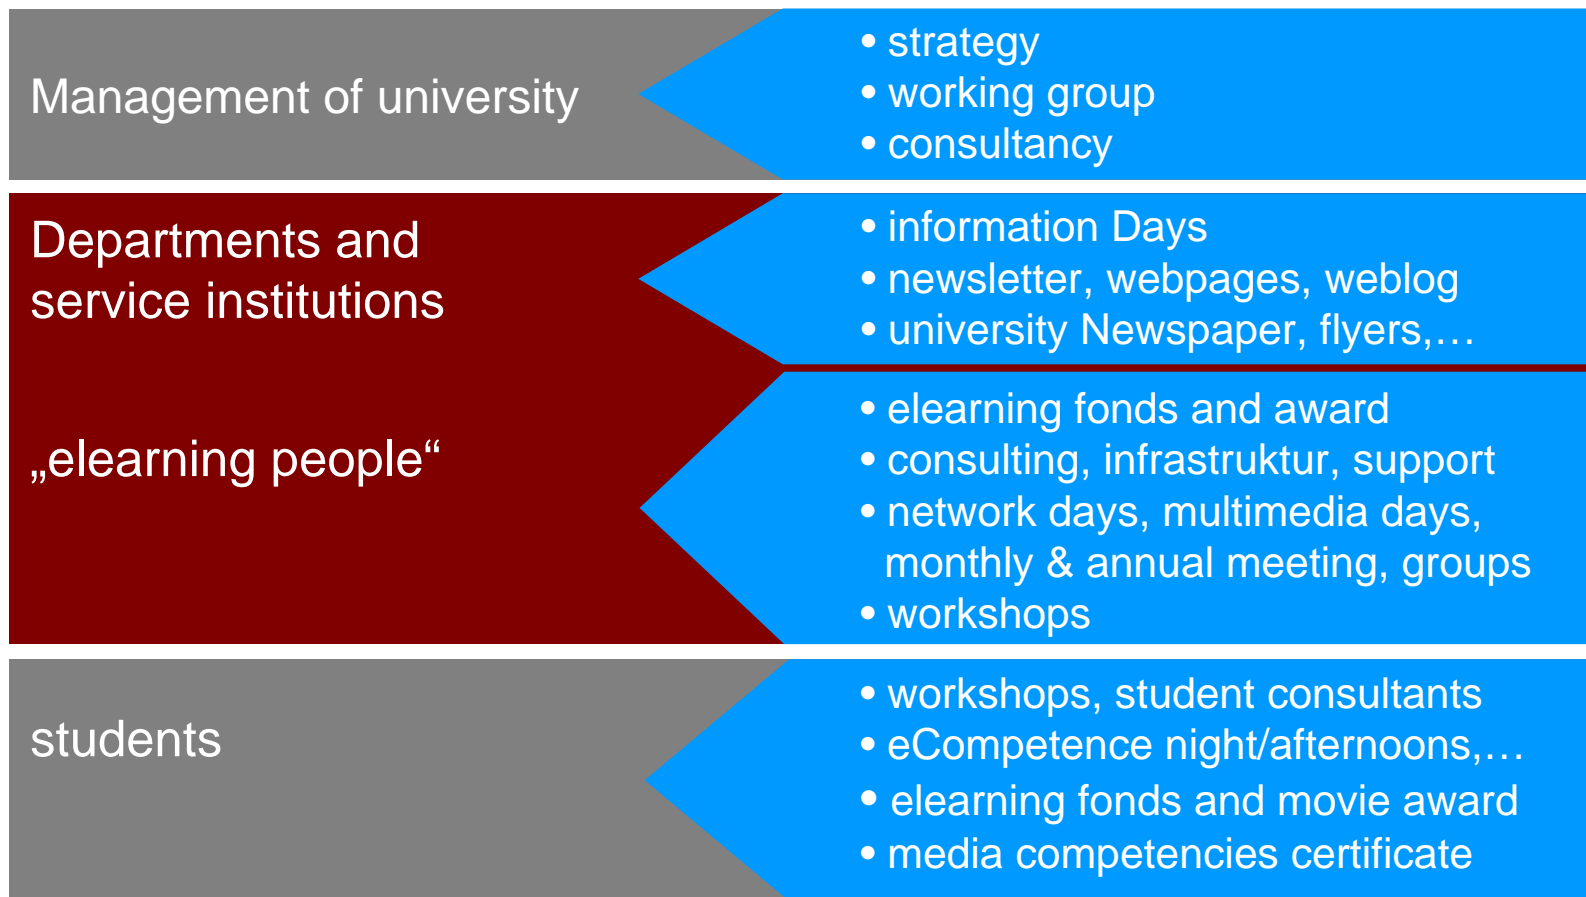 Management of university
• strategy
• working group
• consultancy
Departments and
service institutions
• information Days
• newsletter, webpages, weblog
• university Newspaper, flyers,…
„elearning people“
• elearning fonds and award
• consulting, infrastruktur, support
• network days, multimedia days,
monthly & annual meeting, groups
• workshops
students
• workshops, student consultants
• eCompetence night/afternoons,…
• elearning fonds and movie award
• media competencies certificate